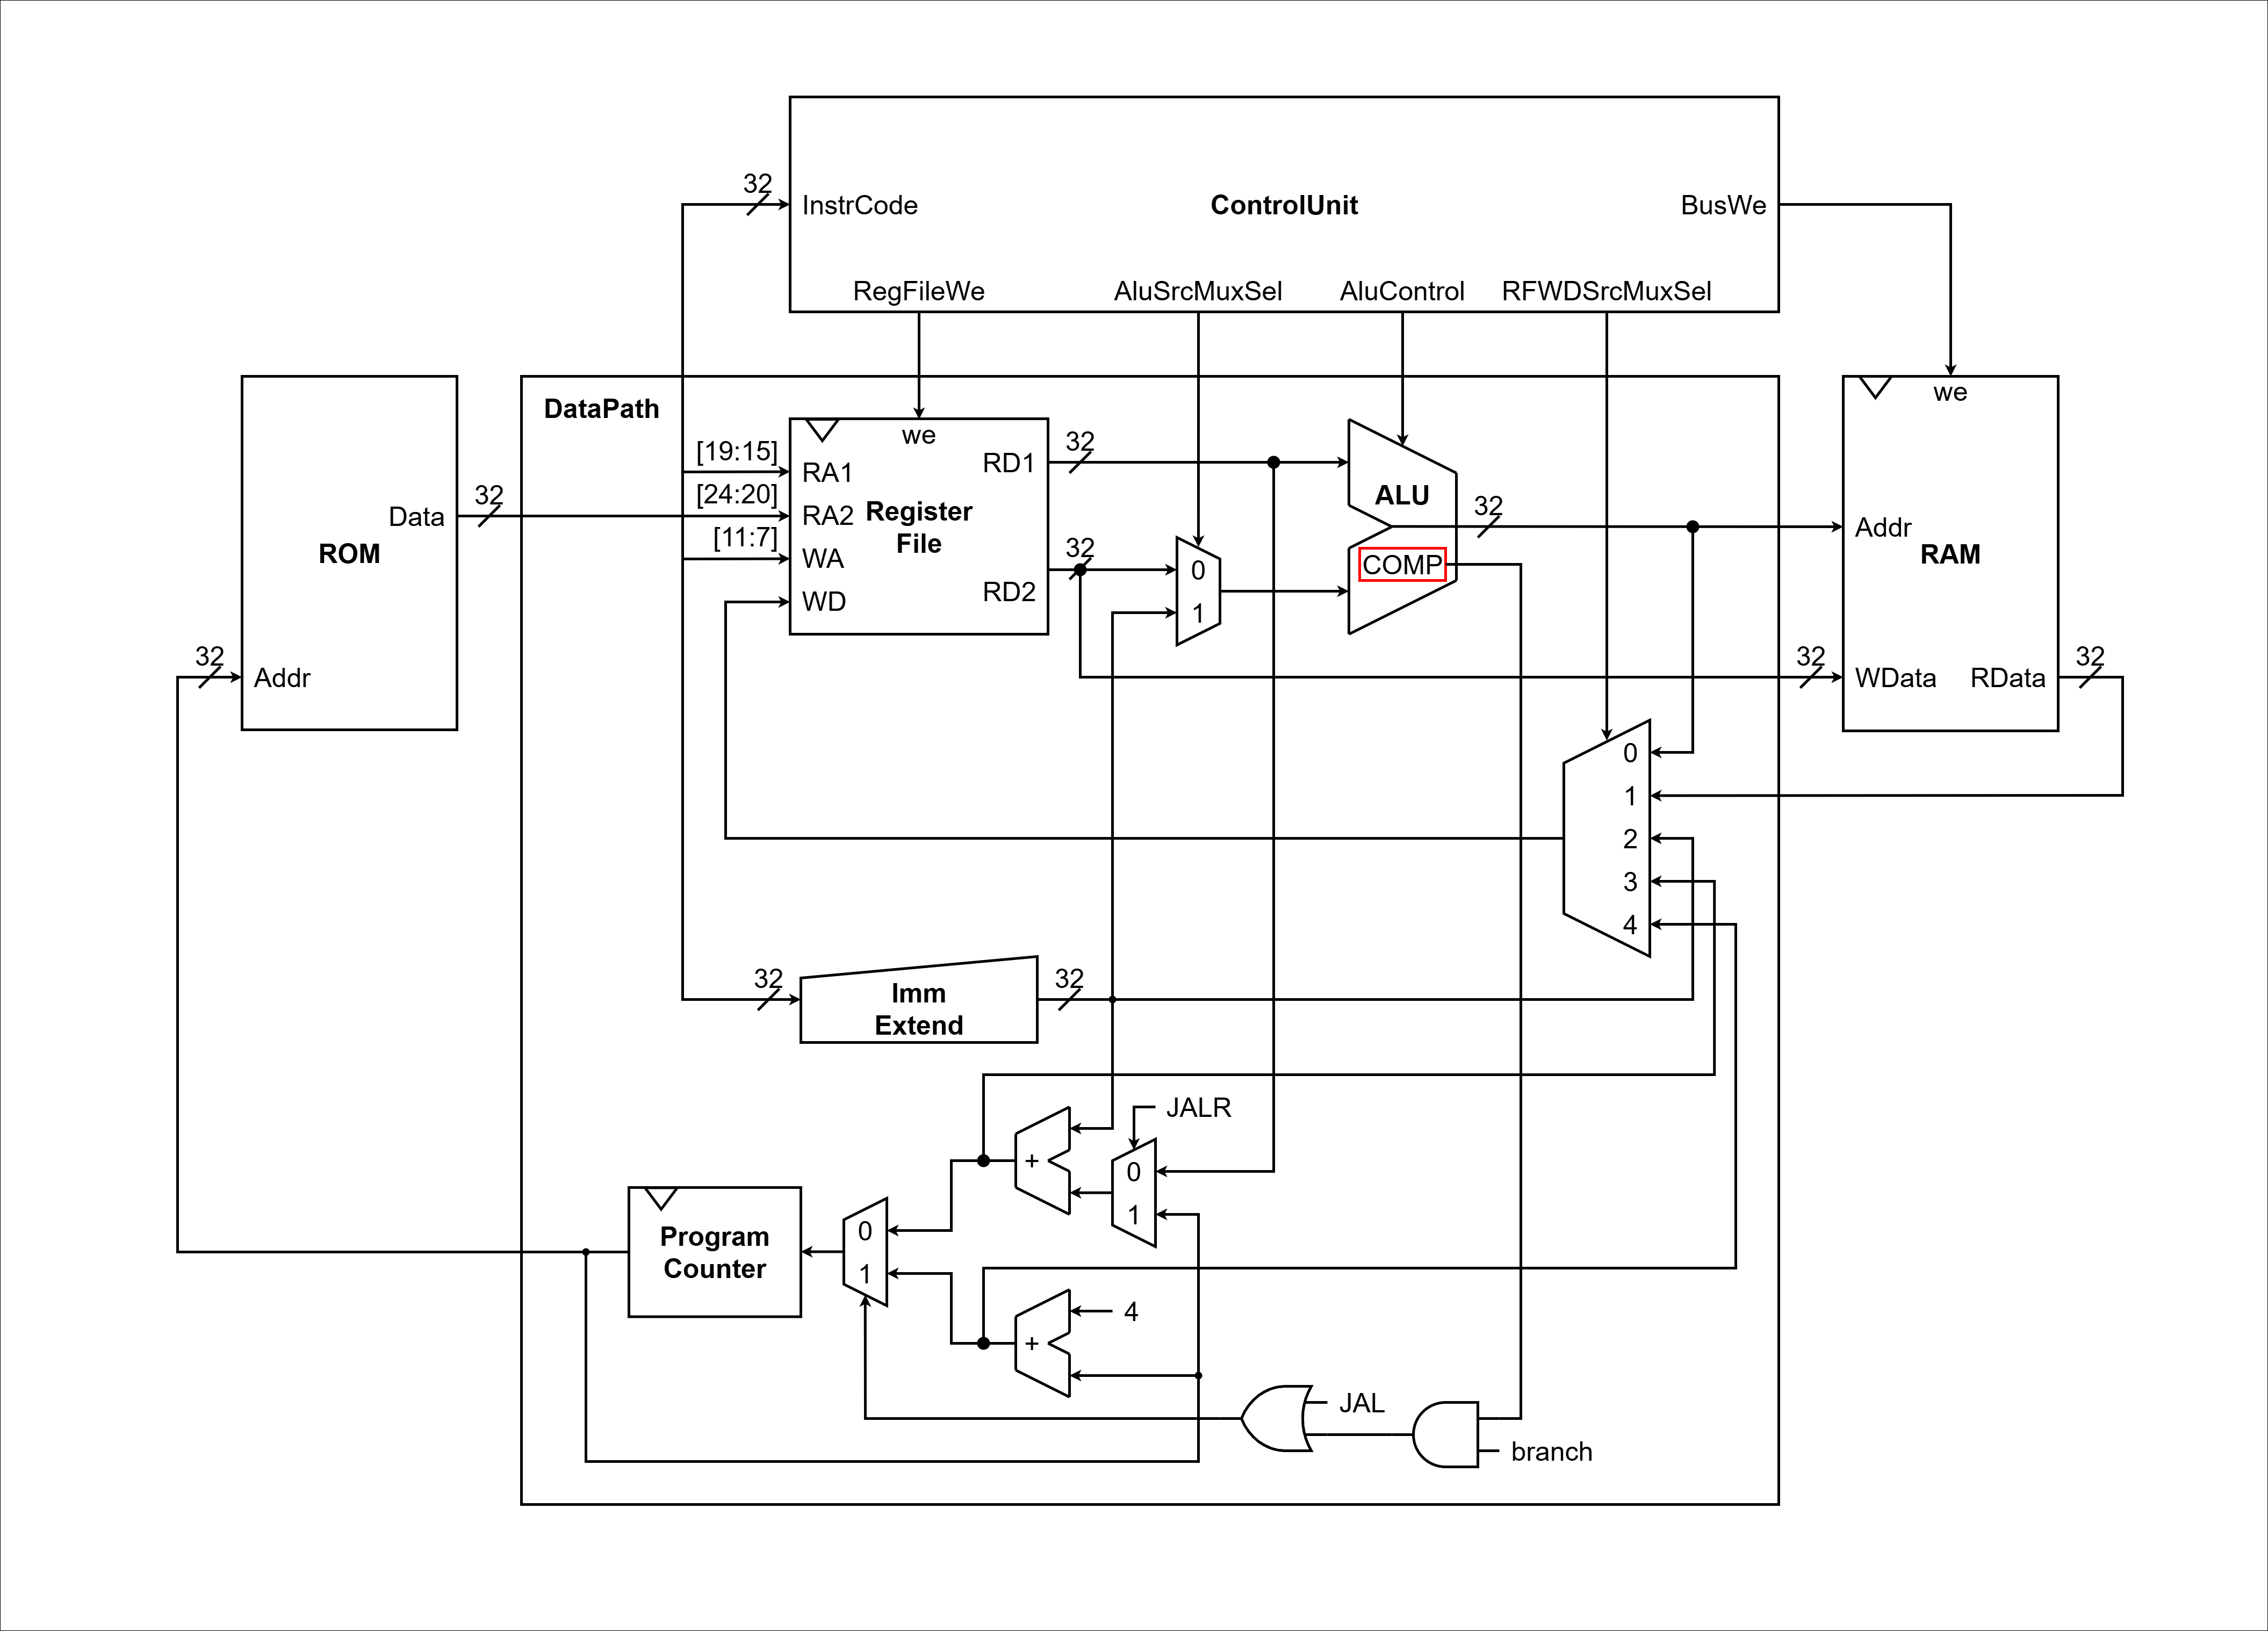 32
InstrCode
ControlUnit
BusWe
RegFileWe
AluSrcMuxSel
AluControl
RFWDSrcMuxSel
DataPath
we
we
[19:15]
RA1
RD1
32
[24:20]
RA2
Register
File
[11:7]
WA
WD
RD2
32
0
1
ALU
COMP
32
Data
32
ROM
32
Addr
Addr
RAM
32
WData
RData
32
0
1
2
3
4
32
Imm
Extend
32
JALR
+
0
1
Program
Counter
0
1
4
+
JAL
branch